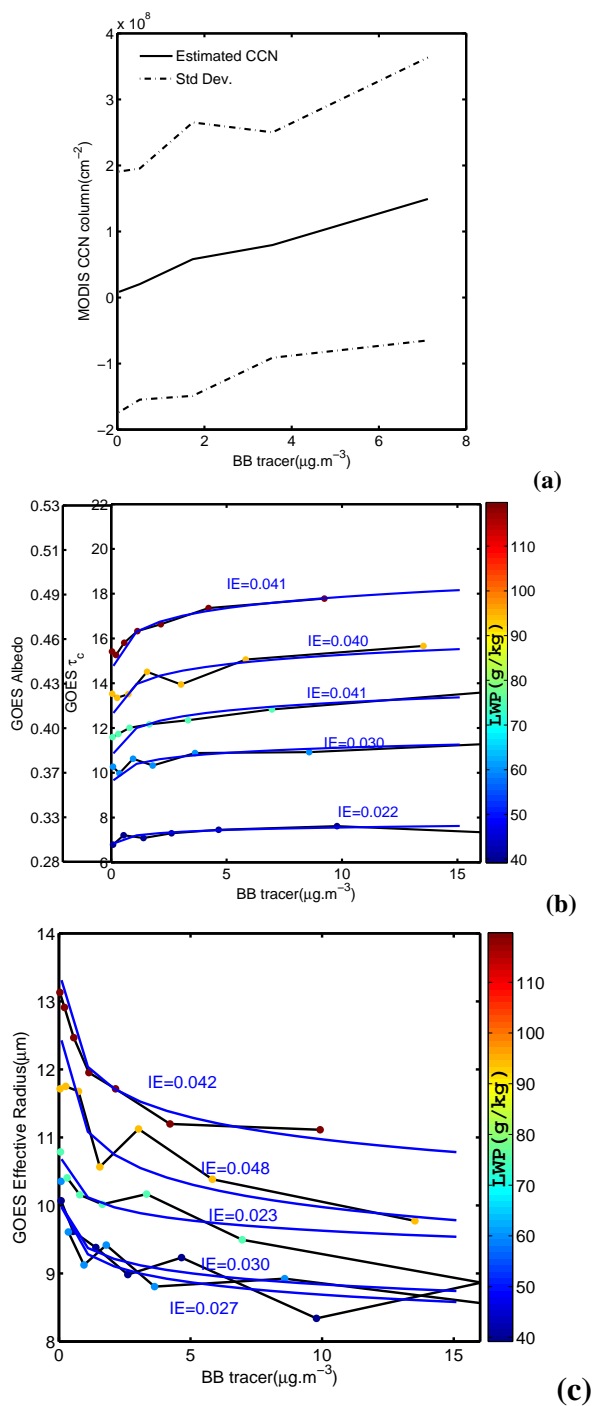 x 10⁸
4
3
2
1
0
−1
−2
MODIS CCN column(cm⁻²)
Estimated CCN
Std Dev.
0 2 4 6 8
BB tracer(μg.m⁻³)
(a)
0.53
0.51
0.49
0.46
0.43
0.40
0.37
0.32
0.28
GOES Albedo
22
20
18
16
14
12
10
8
6
GOES τc
IE=0.041
IE=0.040
IE=0.041
IE=0.030
IE=0.022
0 5 10 15
BB tracer(μg.m⁻³)
110
100
90
80
70
60
50
40
LWP(g/kg)
(b)
14
13
12
11
10
9
8
GOES Effective Radius(μm)
IE=0.042
IE=0.048
IE=0.023
IE=0.030
IE=0.027
0 5 10 15
BB tracer(μg.m⁻³)
110
100
90
80
70
60
50
40
LWP(g/kg)
(c)